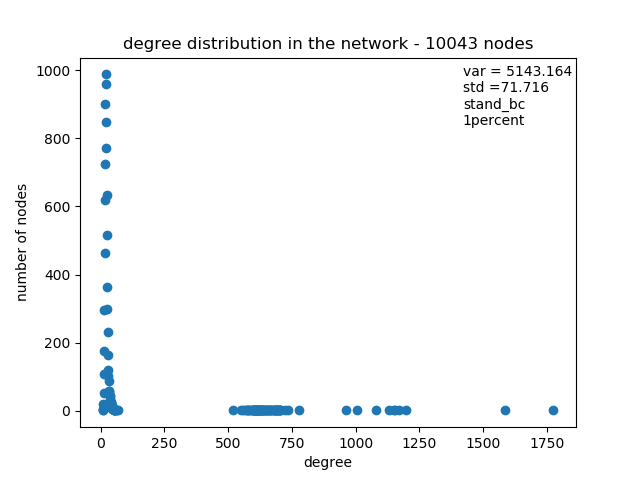 degree distribution in the network - 10043 nodes
var = 5143.164
std =71.716
stand_bc
1percent
1000
800
600
400
200
0
number of nodes
0 250 500 750 1000 1250 1500 1750
degree